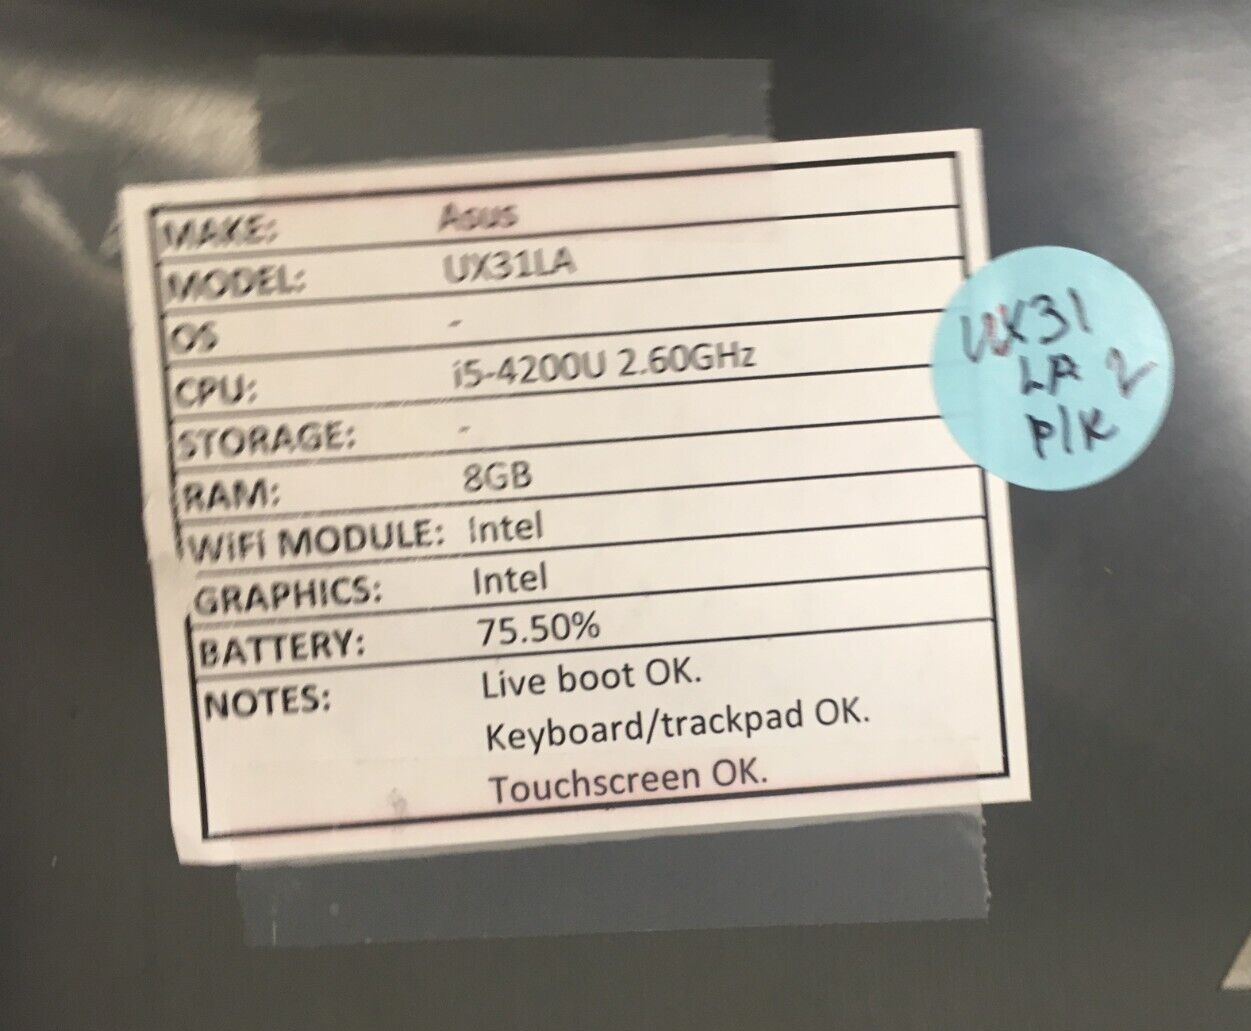 MAKE: Asus
MODEL: UX31LA
OS -
CPU: i5-4200U 2.60GHz
STORAGE: -
RAM: 8GB
WiFi MODULE: Intel
GRAPHICS: Intel
BATTERY: 75.50%
NOTES: Live boot OK.
Keyboard/trackpad OK.
Touchscreen OK.
UX31
LA 2
P/K